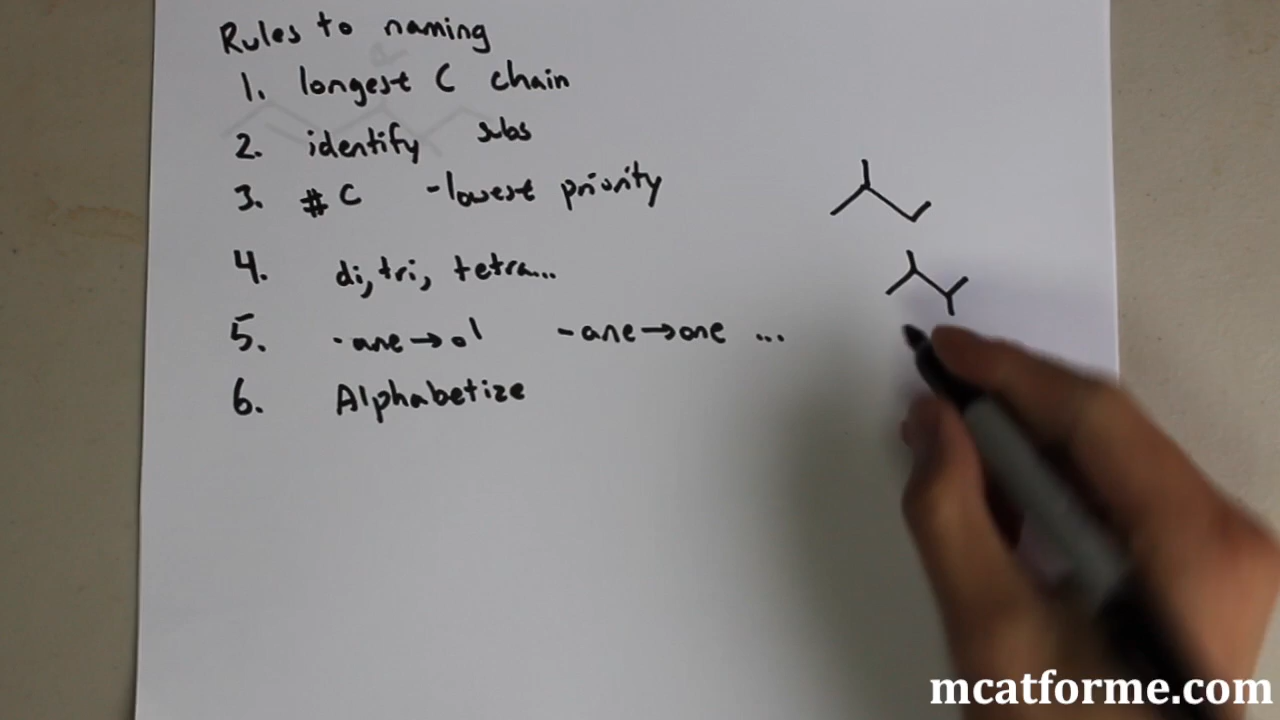 Rules to naming
1. longest C chain
2. identify subs
3. # C -lowest priority
4. di, tri, tetra...
5. -ane→ol -ane→one ...
6. Alphabetize
mcatforme.com